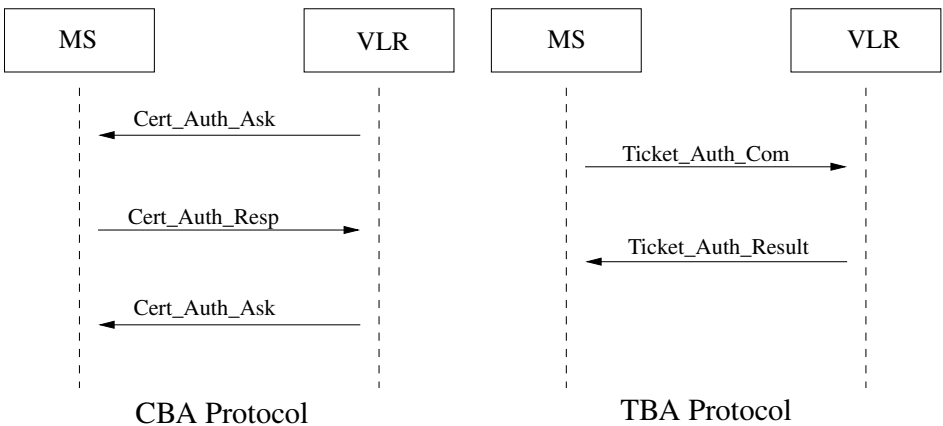 MS
VLR
Cert_Auth_Ask
Cert_Auth_Resp
Cert_Auth_Ask
CBA Protocol
MS
VLR
Ticket_Auth_Com
Ticket_Auth_Result
TBA Protocol